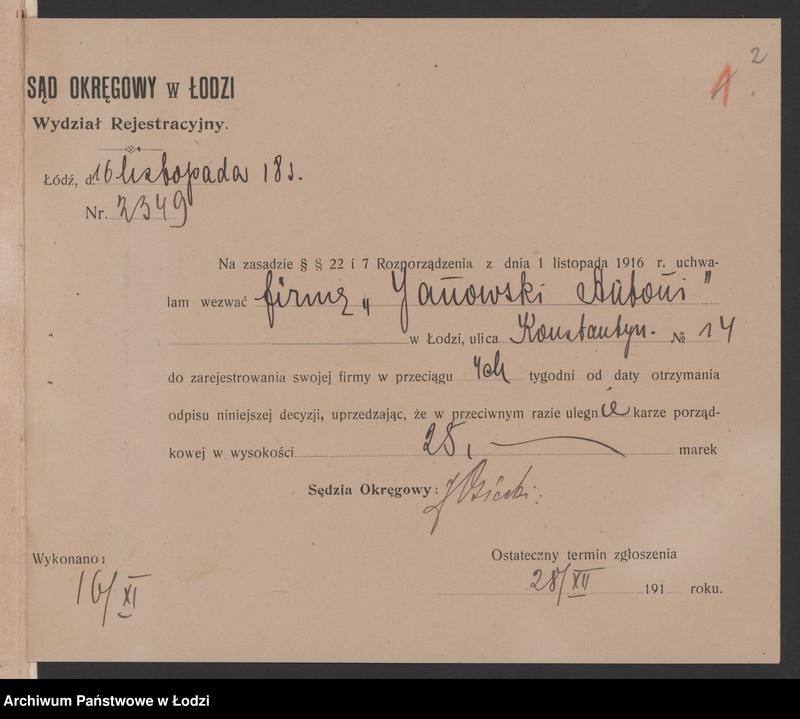 2
1.
SĄD OKRĘGOWY w ŁODZI
Wydział Rejestracyjny.
Łódź, d. 16 listopada 18 r.
Nr. 2349
Na zasadzie § § 22 i 7 Rozporządzenia z dnia 1 listopada 1916 r. uchwa-
lam wezwać firmę „Janowski Antoni”
w Łodzi, ulica Konstantyn. № 14
do zarejestrowania swojej firmy w przeciągu 4ch tygodni od daty otrzymania
odpisu niniejszej decyzji, uprzedzając, że w przeciwnym razie ulegnie karze porząd-
kowej w wysokości 25, — marek
Sędzia Okręgowy:
Wykonano:
16/XI
Ostateczny termin zgłoszenia
28/XII 191 roku.
Archiwum Państwowe w Łodzi